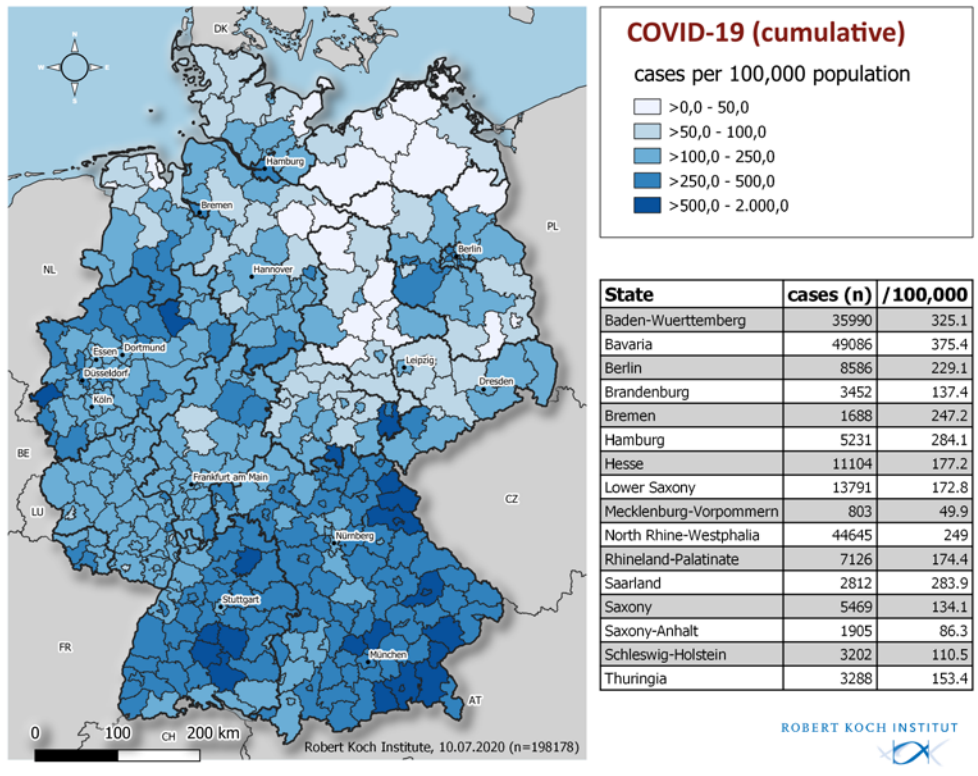 DK
N
W
E
S
Hamburg
Bremen
PL
Berlin
NL
Hannover
Essen
Dortmund
Düsseldorf
Leipzig
Dresden
Köln
BE
Frankfurt am Main
LU
CZ
Nürnberg
Stuttgart
FR
München
AT
0 100 200 km
CH
Robert Koch Institute, 10.07.2020 (n=198178)
COVID-19 (cumulative)
cases per 100,000 population
>0,0 - 50,0
>50,0 - 100,0
>100,0 - 250,0
>250,0 - 500,0
>500,0 - 2.000,0
State cases (n) /100,000
Baden-Wuerttemberg 35990 325.1
Bavaria 49086 375.4
Berlin 8586 229.1
Brandenburg 3452 137.4
Bremen 1688 247.2
Hamburg 5231 284.1
Hesse 11104 177.2
Lower Saxony 13791 172.8
Mecklenburg-Vorpommern 803 49.9
North Rhine-Westphalia 44645 249
Rhineland-Palatinate 7126 174.4
Saarland 2812 283.9
Saxony 5469 134.1
Saxony-Anhalt 1905 86.3
Schleswig-Holstein 3202 110.5
Thuringia 3288 153.4
ROBERT KOCH INSTITUT